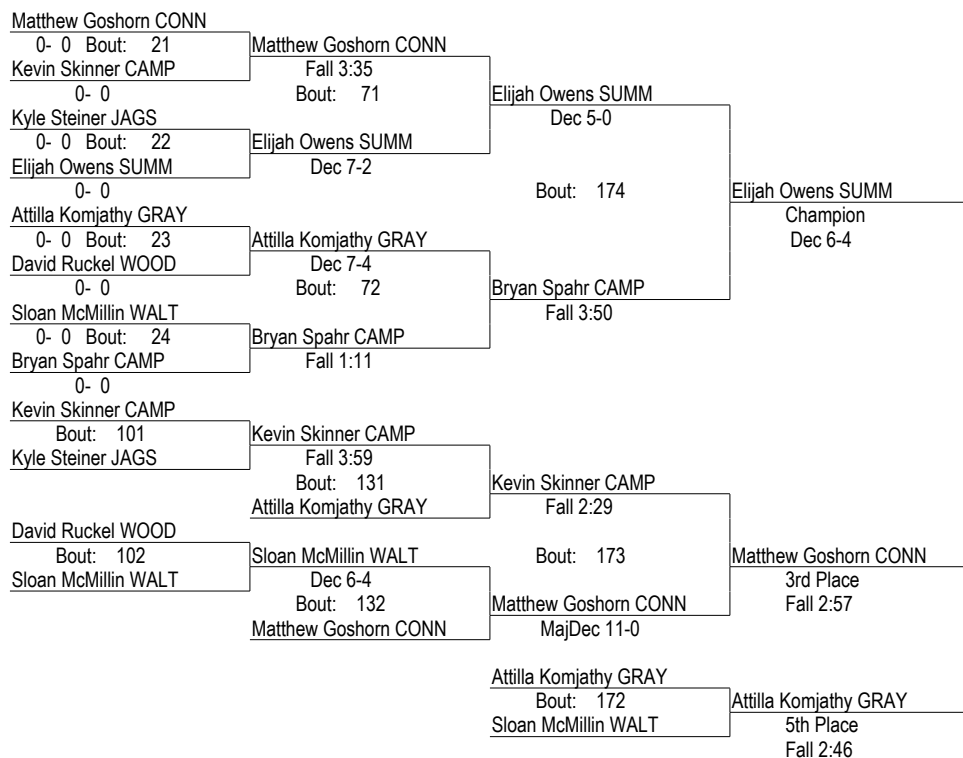 Matthew Goshorn CONN
0- 0 Bout: 21
Matthew Goshorn CONN
Kevin Skinner CAMP
Fall 3:35
0- 0
Bout: 71
Elijah Owens SUMM
Kyle Steiner JAGS
Dec 5-0
0- 0 Bout: 22
Elijah Owens SUMM
Elijah Owens SUMM
Dec 7-2
0- 0
Bout: 174
Elijah Owens SUMM
Attilla Komjathy GRAY
Champion
0- 0 Bout: 23
Attilla Komjathy GRAY
Dec 6-4
David Ruckel WOOD
Dec 7-4
0- 0
Bout: 72
Bryan Spahr CAMP
Sloan McMillin WALT
Fall 3:50
0- 0 Bout: 24
Bryan Spahr CAMP
Bryan Spahr CAMP
Fall 1:11
0- 0
Kevin Skinner CAMP
Bout: 101
Kevin Skinner CAMP
Kyle Steiner JAGS
Fall 3:59
Bout: 131
Kevin Skinner CAMP
Attilla Komjathy GRAY
Fall 2:29
David Ruckel WOOD
Bout: 102
Sloan McMillin WALT
Bout: 173
Matthew Goshorn CONN
Sloan McMillin WALT
Dec 6-4
3rd Place
Bout: 132
Matthew Goshorn CONN
Fall 2:57
Matthew Goshorn CONN
MajDec 11-0
Attilla Komjathy GRAY
Bout: 172
Attilla Komjathy GRAY
Sloan McMillin WALT
5th Place
Fall 2:46